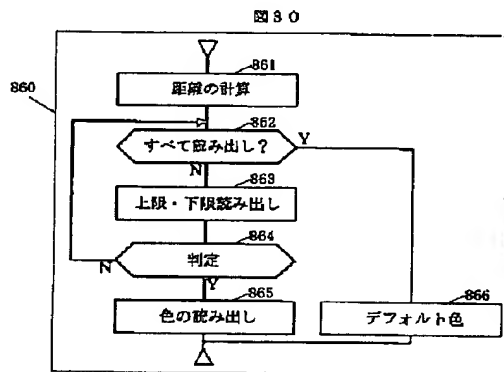 図30
860
861
距離の計算
862
すべて読み出し?
Y
N
863
上限・下限読み出し
864
判定
N
Y
865
色の読み出し
866
デフォルト色